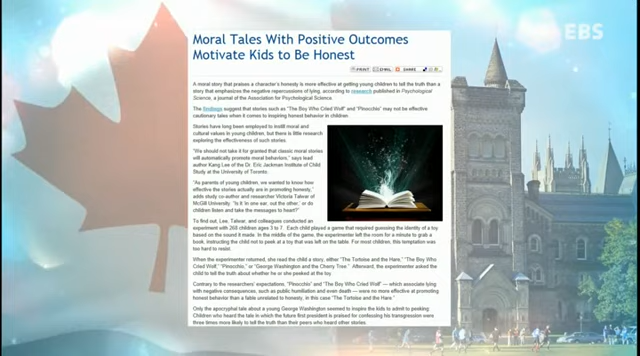 EBS
Moral Tales With Positive Outcomes
Motivate Kids to Be Honest
PRINT EMAIL SHARE
A moral story that praises a character's honesty is more effective at getting young children to tell the truth than a
story that emphasizes the negative repercussions of lying, according to research published in Psychological
Science, a journal of the Association for Psychological Science.
The findings suggest that stories such as "The Boy Who Cried Wolf" and "Pinocchio" may not be effective
cautionary tales when it comes to inspiring honest behavior in children.
Stories have long been employed to instill moral and
cultural values in young children, but there is little research
exploring the effectiveness of such stories.
"We should not take it for granted that classic moral stories
will automatically promote moral behaviors," says lead
author Kang Lee of the Dr. Eric Jackman Institute of Child
Study at the University of Toronto.
"As parents of young children, we wanted to know how
effective the stories actually are in promoting honesty,"
adds study co-author and researcher Victoria Talwar of
McGill University. "Is it 'in one ear, out the other,' or do
children listen and take the messages to heart?"
To find out, Lee, Talwar, and colleagues conducted an
experiment with 268 children ages 3 to 7. Each child played a game that required guessing the identity of a toy
based on the sound it made. In the middle of the game, the experimenter left the room for a minute to grab a
book, instructing the child not to peek at a toy that was left on the table. For most children, this temptation was
too hard to resist.
When the experimenter returned, she read the child a story, either "The Tortoise and the Hare," "The Boy Who
Cried Wolf," "Pinocchio," or "George Washington and the Cherry Tree." Afterward, the experimenter asked the
child to tell the truth about whether he or she peeked at the toy.
Contrary to the researchers' expectations, "Pinocchio" and "The Boy Who Cried Wolf" — which associate lying
with negative consequences, such as public humiliation and even death — were no more effective at promoting
honest behavior than a fable unrelated to honesty, in this case "The Tortoise and the Hare."
Only the apocryphal tale about a young George Washington seemed to inspire the kids to admit to peeking:
Children who heard the tale in which the future first president is praised for confessing his transgression were
three times more likely to tell the truth than their peers who heard other stories.